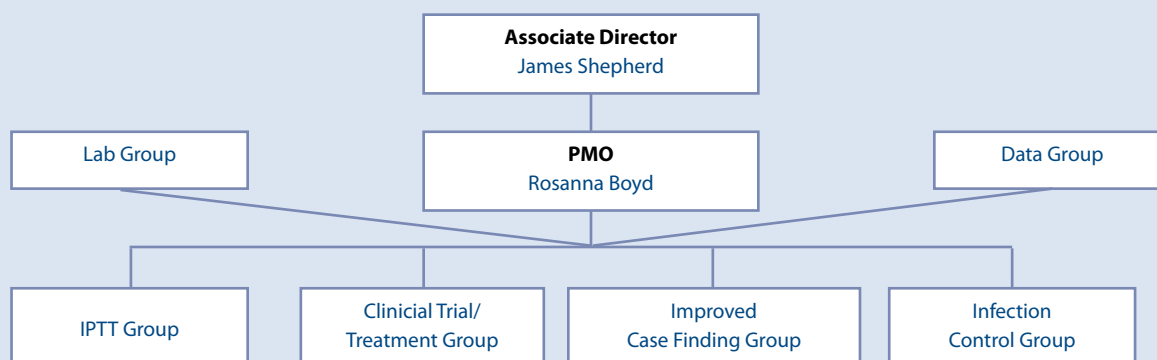 Associate Director
James Shepherd
Lab Group
PMO
Rosanna Boyd
Data Group
IPTT Group
Clinicial Trial/
Treatment Group
Improved
Case Finding Group
Infection
Control Group